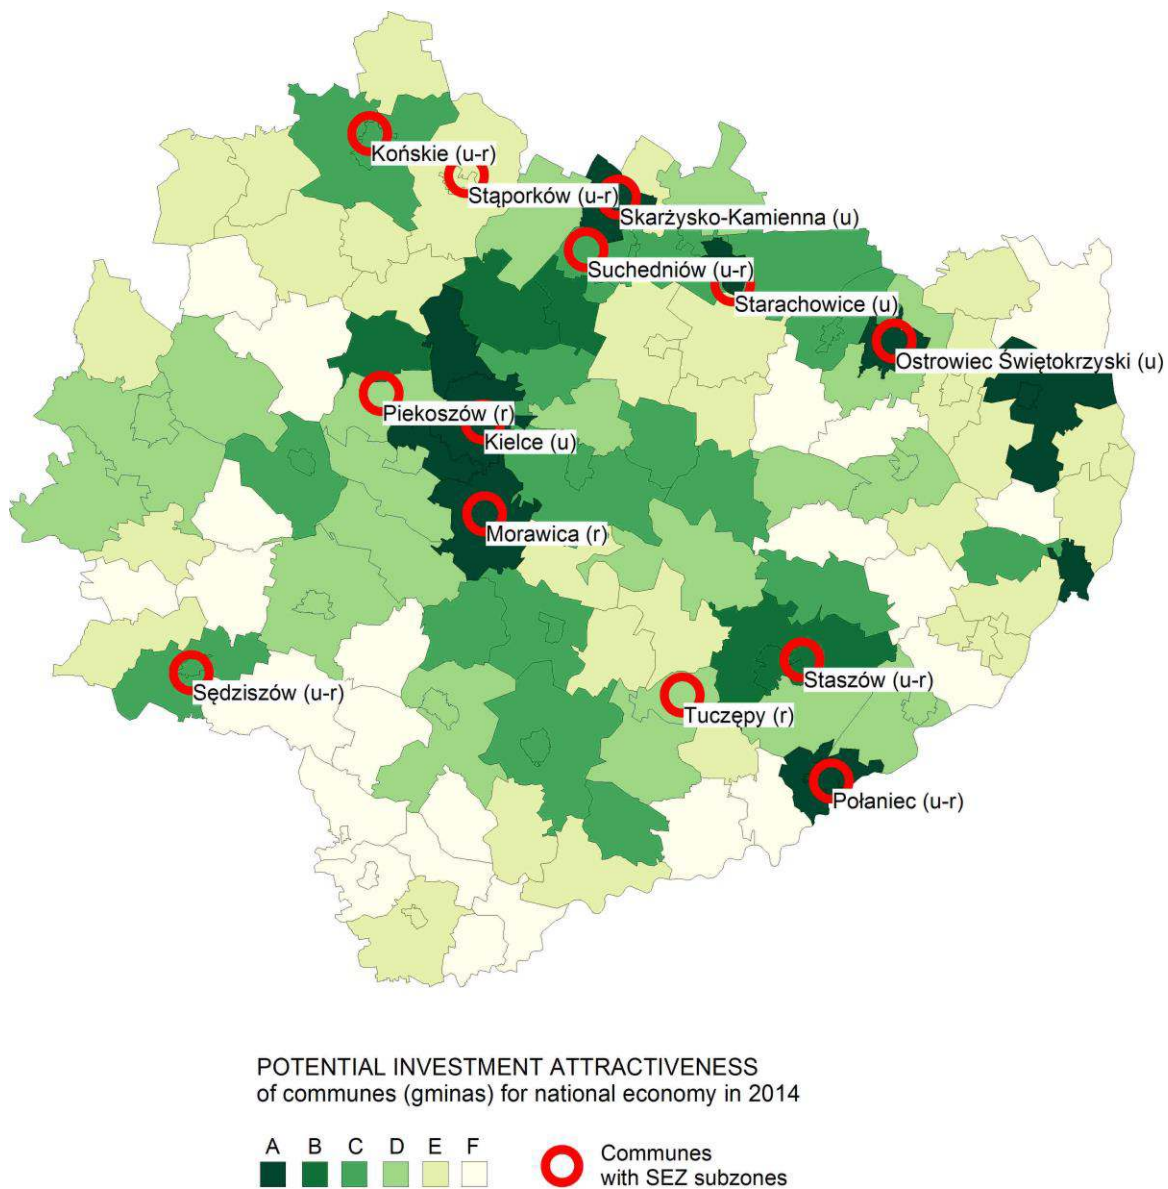 Końskie (u-r)
Stąporków (u-r)
Skarżysko-Kamienna (u)
Suchedniów (u-r)
Starachowice (u)
Ostrowiec Świętokrzyski (u)
Piekoszów (r)
Kielce (u)
Morawica (r)
Sędziszów (u-r)
Staszów (u-r)
Tuczępy (r)
Połaniec (u-r)
POTENTIAL INVESTMENT ATTRACTIVENESS
of communes (gminas) for national economy in 2014
A B C D E F
Communes
with SEZ subzones